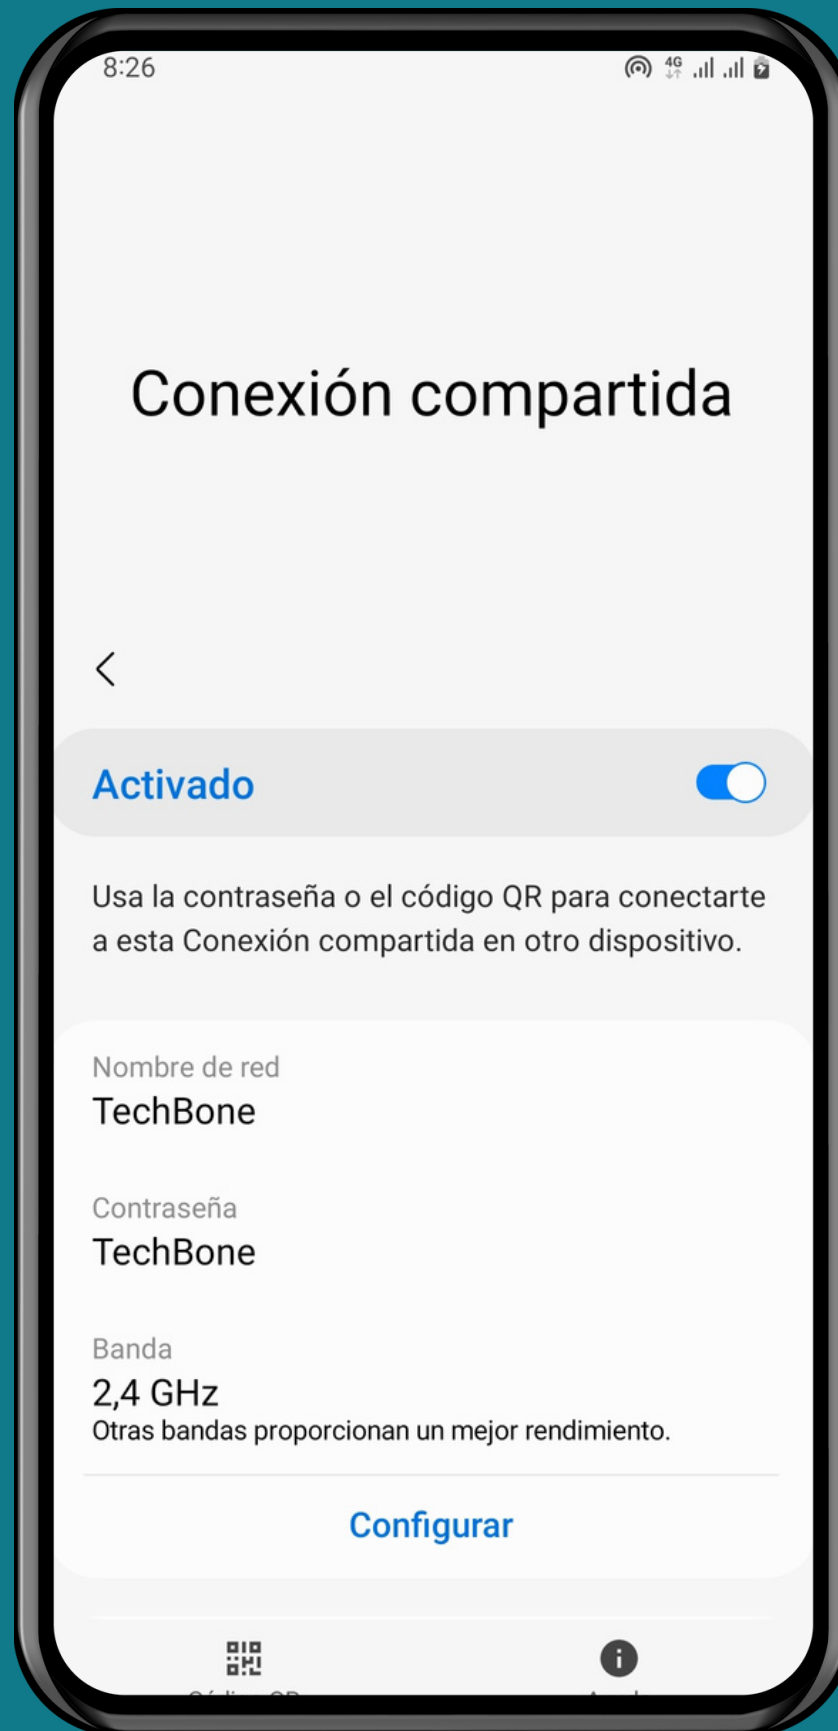 8:26
4G
Conexión compartida
Activado
Usa la contraseña o el código QR para conectarte
a esta Conexión compartida en otro dispositivo.
Nombre de red
TechBone
Contraseña
TechBone
Banda
2,4 GHz
Otras bandas proporcionan un mejor rendimiento.
Configurar